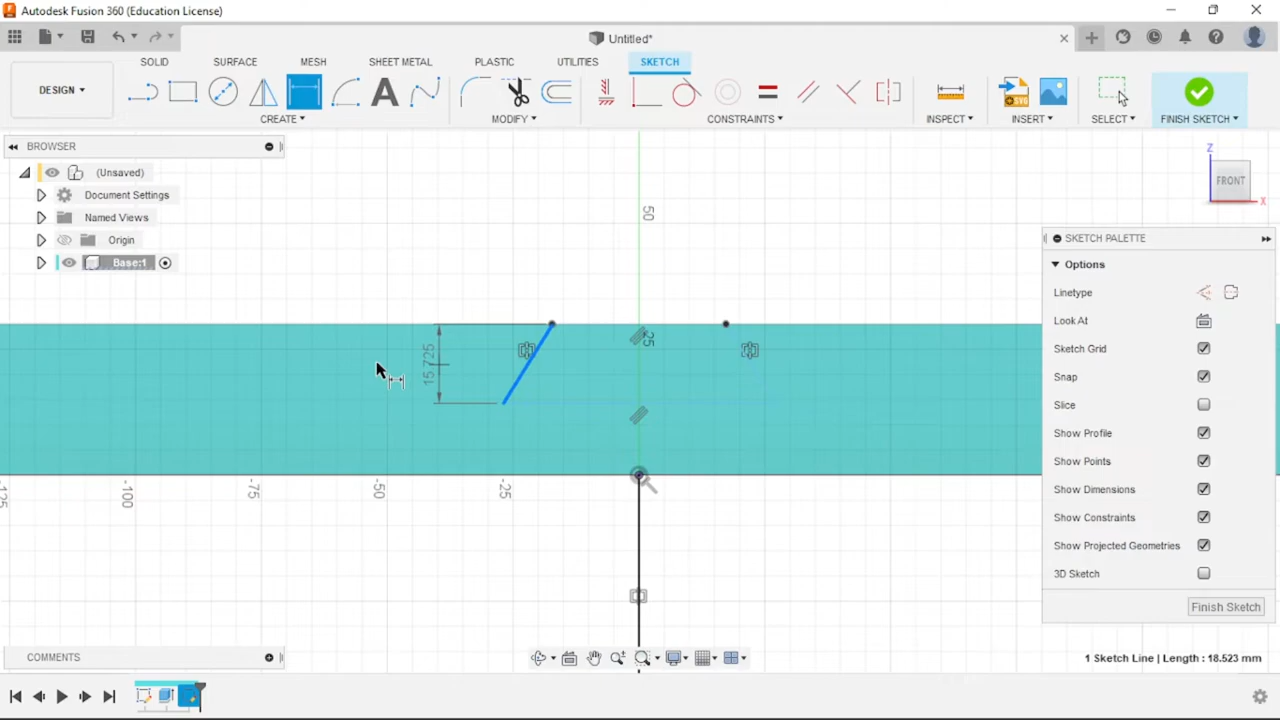 Autodesk Fusion 360 (Education License)
Untitled*
SOLID SURFACE MESH SHEET METAL PLASTIC UTILITIES SKETCH
DESIGN
CREATE MODIFY CONSTRAINTS INSPECT INSERT SELECT FINISH SKETCH
BROWSER
(Unsaved)
Document Settings
Named Views
Origin
Base:1
Z
FRONT
X
50
25
15.725
-125
-100
-75
-50
-25
SKETCH PALETTE
Options
Linetype
Look At
Sketch Grid
Snap
Slice
Show Profile
Show Points
Show Dimensions
Show Constraints
Show Projected Geometries
3D Sketch
Finish Sketch
COMMENTS
1 Sketch Line | Length : 18.523 mm